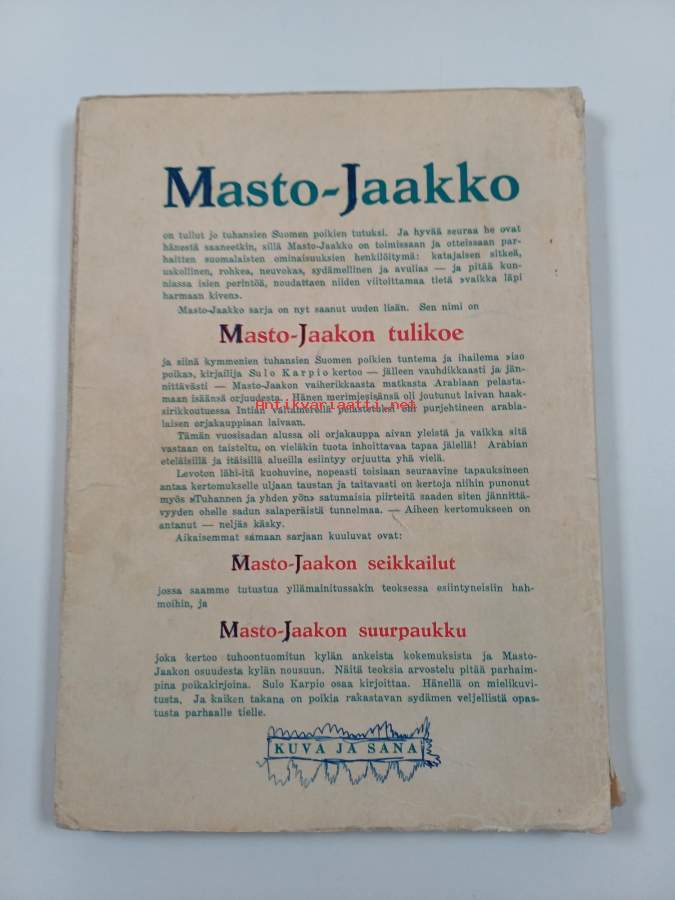 Masto-Jaakko
on tullut jo tuhansien Suomen poikien tutuksi. Ja hyvää seuraa he ovat
hänestä saaneetkin, sillä Masto-Jaakko on toimissaan ja otteissaan par-
haitten suomalaisten ominaisuuksien henkilöitymä: katajaisen sitkeä,
uskollinen, rohkea, neuvokas, sydämellinen ja avulias — ja pitää kun-
niassa isien perintöä, noudattaen niiden viitoittamaa tietä »vaikka läpi
harmaan kiven».
Masto-Jaakko sarja on nyt saanut uuden lisän. Sen nimi on
Masto-Jaakon tulikoe
ja siinä kymmenien tuhansien Suomen poikien tuntema ja ihailema »iso
poika», kirjailija Sulo Karpio kertoo — jälleen vauhdikkaasti ja jän-
nittävästi — Masto-Jaakon vaiherikkaasta matkasta Arabiaan pelasta-
maan isäänsä orjuudesta. Hänen merimiesisänsä oli joutunut laivan haak-
sirikkoutuessa Intian valtamerellä pelastetuksi ohi purjehtineen arabia-
laisen orjakauppiaan laivaan.
Antikvariaatti.net
Tämän vuosisadan alussa oli orjakauppa aivan yleistä ja vaikka sitä
vastaan on taisteltu, on vieläkin tuota inhoittavaa tapaa jälellä! Arabian
eteläisillä ja itäisillä alueilla esiintyy orjuutta yhä vielä.
Levoton lähi-itä kuohuvine, nopeasti toisiaan seuraavine tapauksineen
antaa kertomukselle uljaan taustan ja taitavasti on kertoja niihin punonut
myös »Tuhannen ja yhden yön» satumaisia piirteitä saaden siten jännittä-
vyyden ohelle sadun salaperäistä tunnelmaa. — Aiheen kertomukseen on
antanut — neljäs käsky.
Aikaisemmat samaan sarjaan kuuluvat ovat:
Masto-Jaakon seikkailut
jossa saamme tutustua yllämainitussakin teoksessa esiintyneisiin hah-
moihin, ja
Masto-Jaakon suurpaukku
joka kertoo tuhoontuomitun kylän ankeista kokemuksista ja Masto-
Jaakon osuudesta kylän nousuun. Näitä teoksia arvostelu pitää parhaim-
pina poikakirjoina. Sulo Karpio osaa kirjoittaa. Hänellä on mielikuvi-
tusta. Ja kaiken takana on poikia rakastavan sydämen veljellistä opas-
tusta parhaalle tielle.
KUVA JA SANA